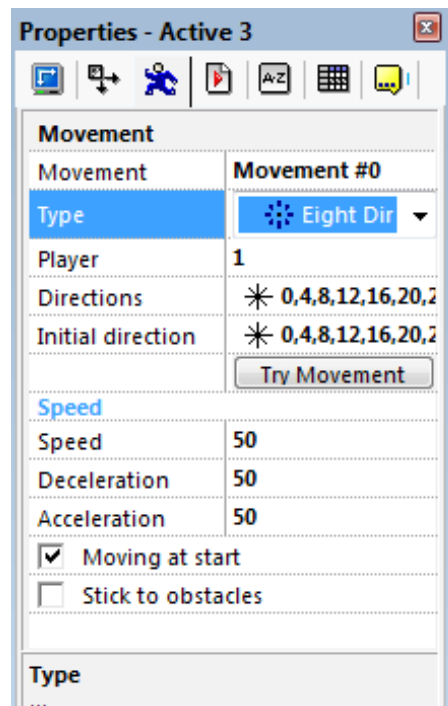 Properties - Active 3
A-Z
Movement
Movement Movement #0
Type Eight Dir
Player 1
Directions 0,4,8,12,16,20,2
Initial direction 0,4,8,12,16,20,2
Try Movement
Speed
Speed 50
Deceleration 50
Acceleration 50
Moving at start
Stick to obstacles
Type